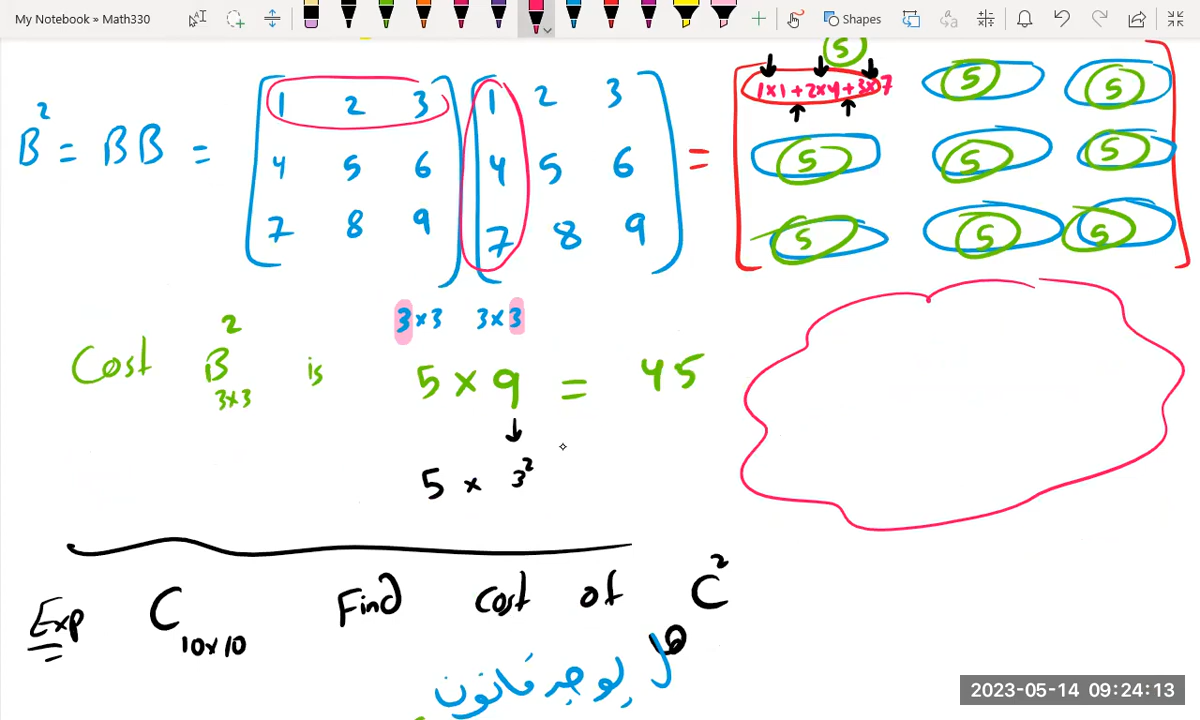 My Notebook » Math330
Shapes
B² = BB = [1 2 3 [1 2 3 = [1×1+2×4+3×7 5 5
4 5 6 4 5 6 5 5 5
7 8 9] 7 8 9] 5 5 5]
5
3×3 3×3
Cost B² 3×3 is 5 × 9 = 45
↓
5 × 3²
Exp C 10×10 Find cost of C²
هل يوجد قانون
2023-05-14 09:24:13